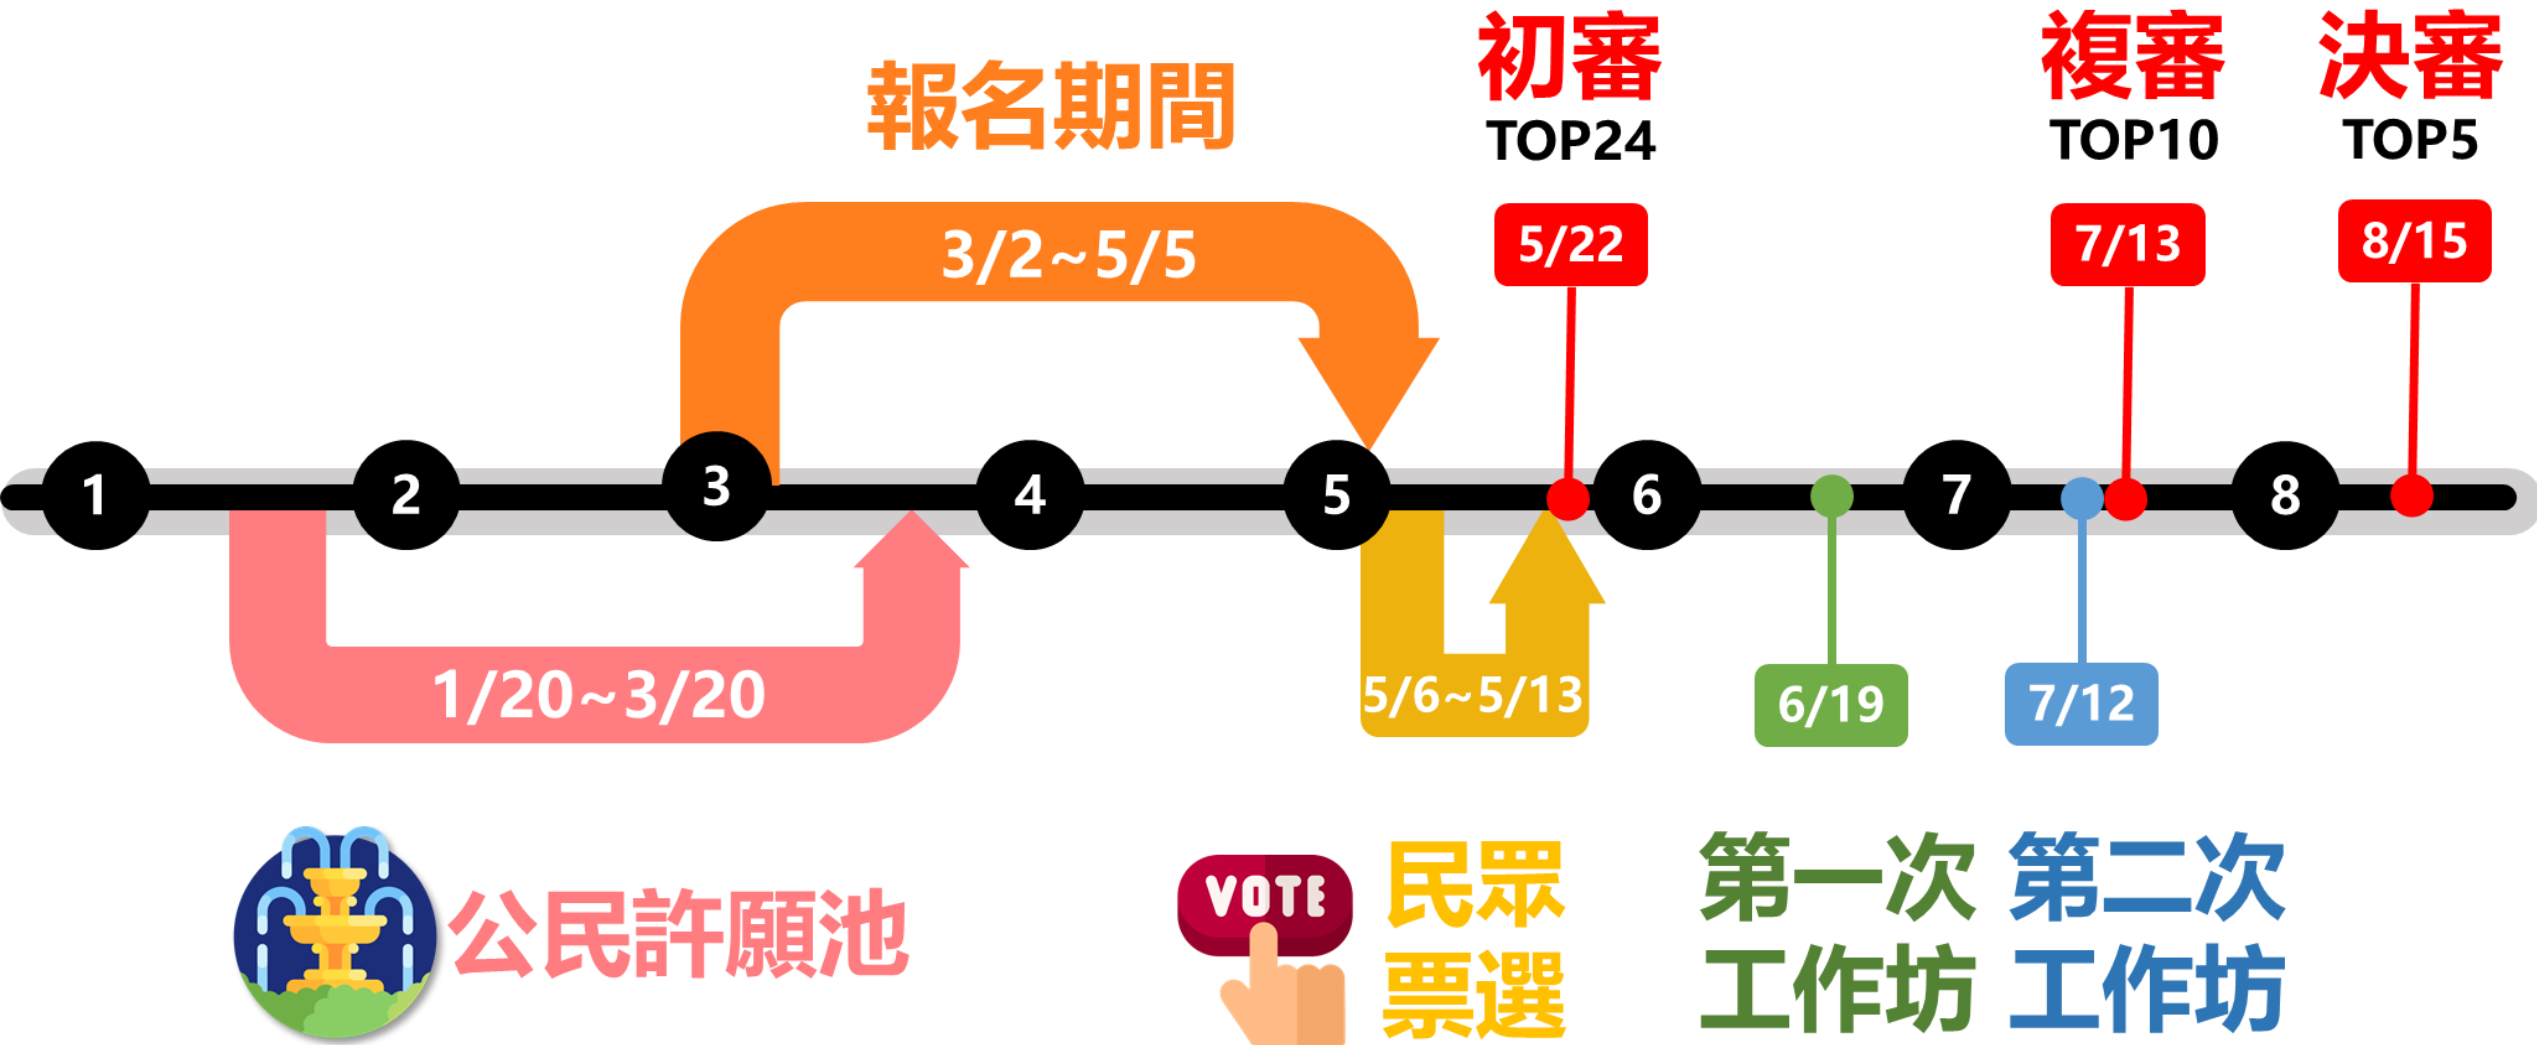 初審
TOP24
複審
TOP10
決審
TOP5
報名期間
3/2~5/5
5/22
7/13
8/15
1
2
3
4
5
6
7
8
1/20~3/20
5/6~5/13
6/19
7/12
公民許願池
VOTE
民眾
票選
第一次
工作坊
第二次
工作坊